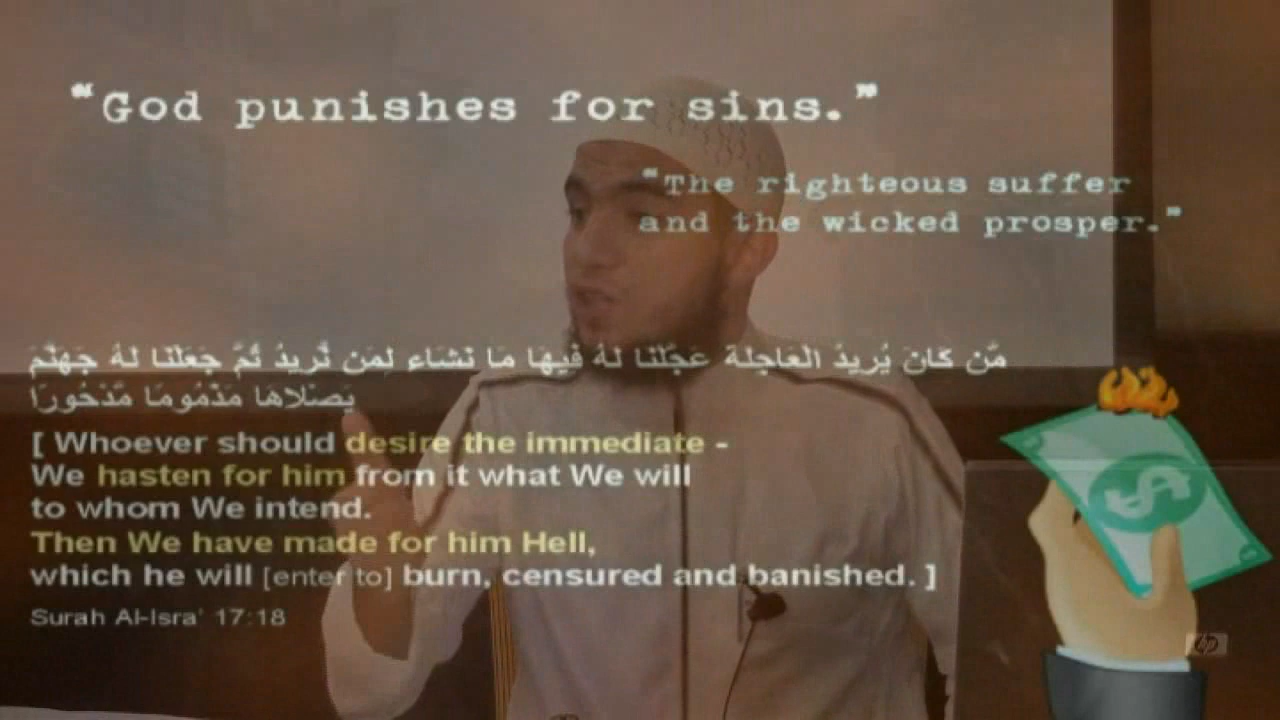 “God punishes for sins.”
“The righteous suffer
and the wicked prosper.”
مَّن كَانَ يُرِيدُ الْعَاجِلَةَ عَجَّلْنَا لَهُ فِيهَا مَا نَشَاء لِمَن نُّرِيدُ ثُمَّ جَعَلْنَا لَهُ جَهَنَّمَ
يَصْلاهَا مَذْمُومًا مَّدْحُورًا
[ Whoever should desire the immediate -
We hasten for him from it what We will
to whom We intend.
Then We have made for him Hell,
which he will [enter to] burn, censured and banished. ]
Surah Al-Isra' 17:18
$
hp